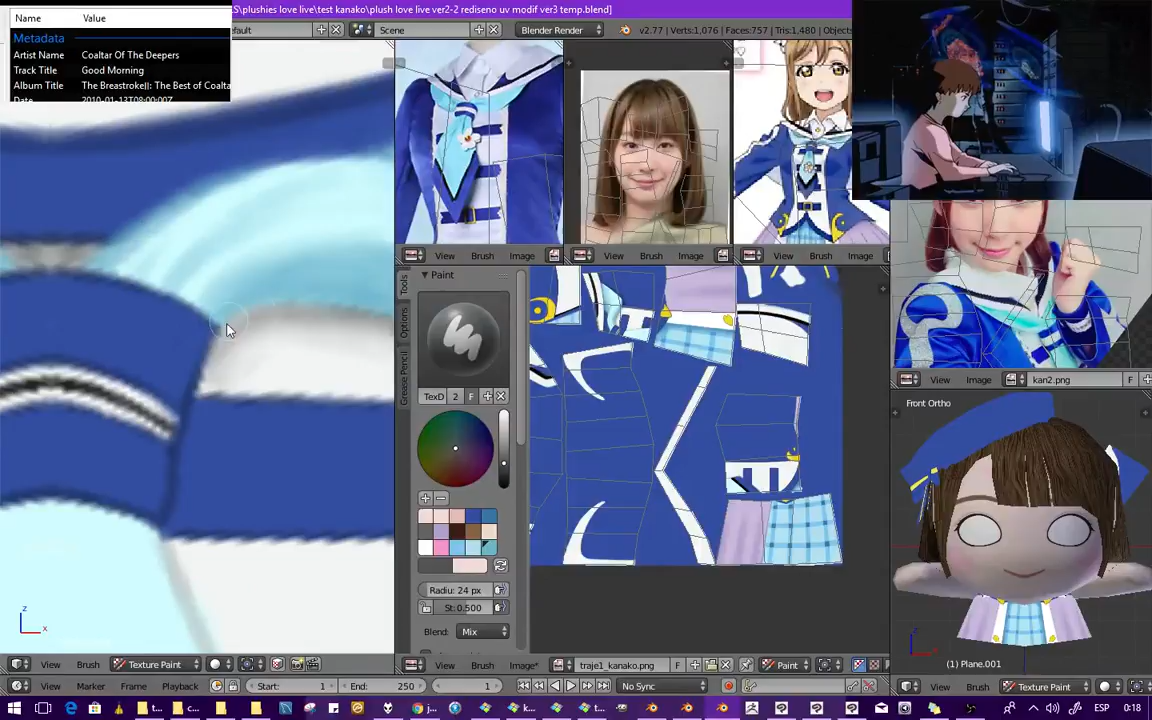 S\plushies love live\test kanako\plush love live ver2-2 rediseno uv modif ver3 temp.blend]
Name Value
Metadata
Artist Name Coaltar Of The Deepers
Track Title Good Morning
Album Title The Breastroke||: The Best of Coalta
Date 2010-01-13T08:00:00Z
efault Scene Blender Render v2.77 | Verts:1,076 | Faces:757 | Tris:1,480 | Objects
View Brush Image
View Brush Image
View Brush Image
Tools
Options
Grease Pencil
Paint
TexD 2 F
Radiu: 24 px
St:0.500
Blend: Mix
View Image kan2.png F
Front Ortho
(1) Plane.001
z
x
View Brush Texture Paint
View Brush Image* traje1_kanako.png F Paint
View Brush Texture Paint
View Marker Frame Playback Start: 1 End: 250 1 No Sync
ESP 0:18